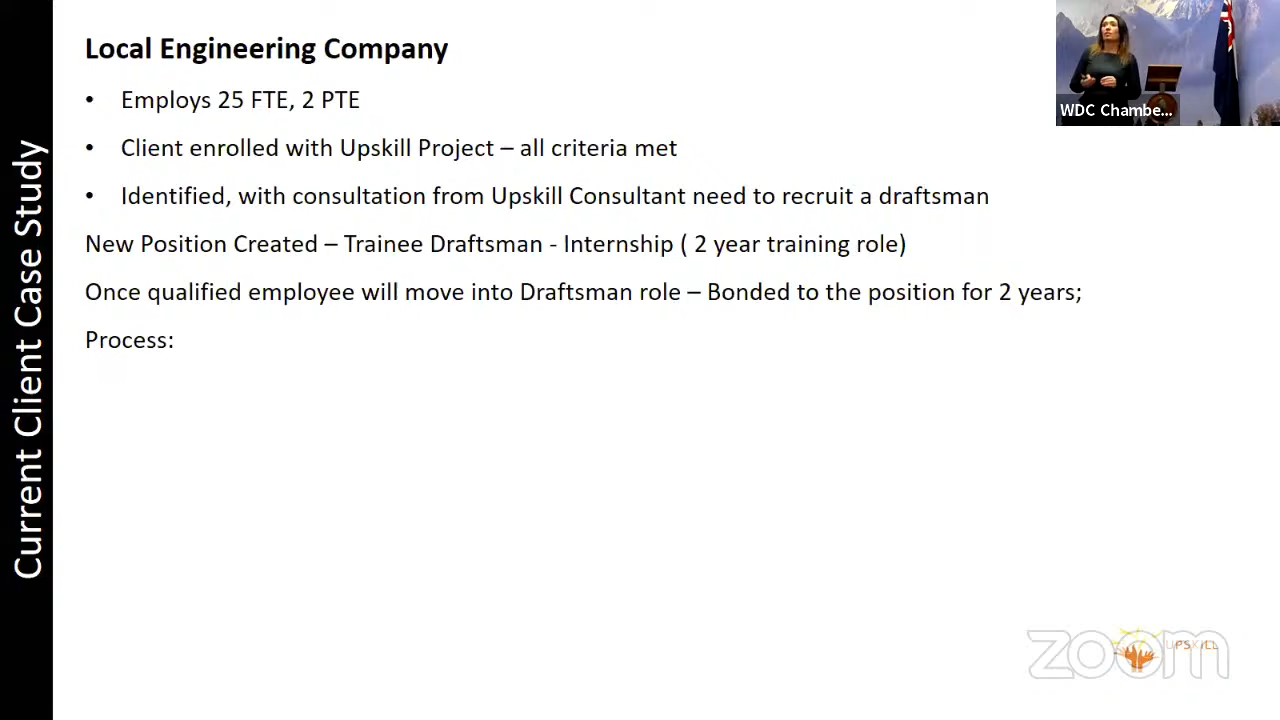 Current Client Case Study
Local Engineering Company
• Employs 25 FTE, 2 PTE
• Client enrolled with Upskill Project – all criteria met
• Identified, with consultation from Upskill Consultant need to recruit a draftsman
New Position Created – Trainee Draftsman - Internship ( 2 year training role)
Once qualified employee will move into Draftsman role – Bonded to the position for 2 years;
Process:
WDC Chambe...
zoom
UPSKILL